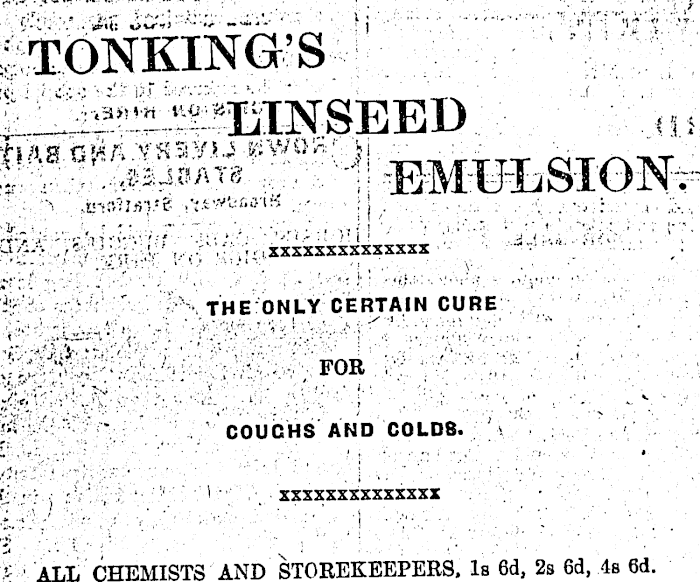 TONKING'S
LINSEED
EMULSION.
xxxxxxxxxxxxxx
THE ONLY CERTAIN CURE
FOR
COUGHS AND COLDS.
xxxxxxxxxxxxxx
ALL CHEMISTS AND STOREKEEPERS, 1s 6d, 2s 6d, 4s 6d.